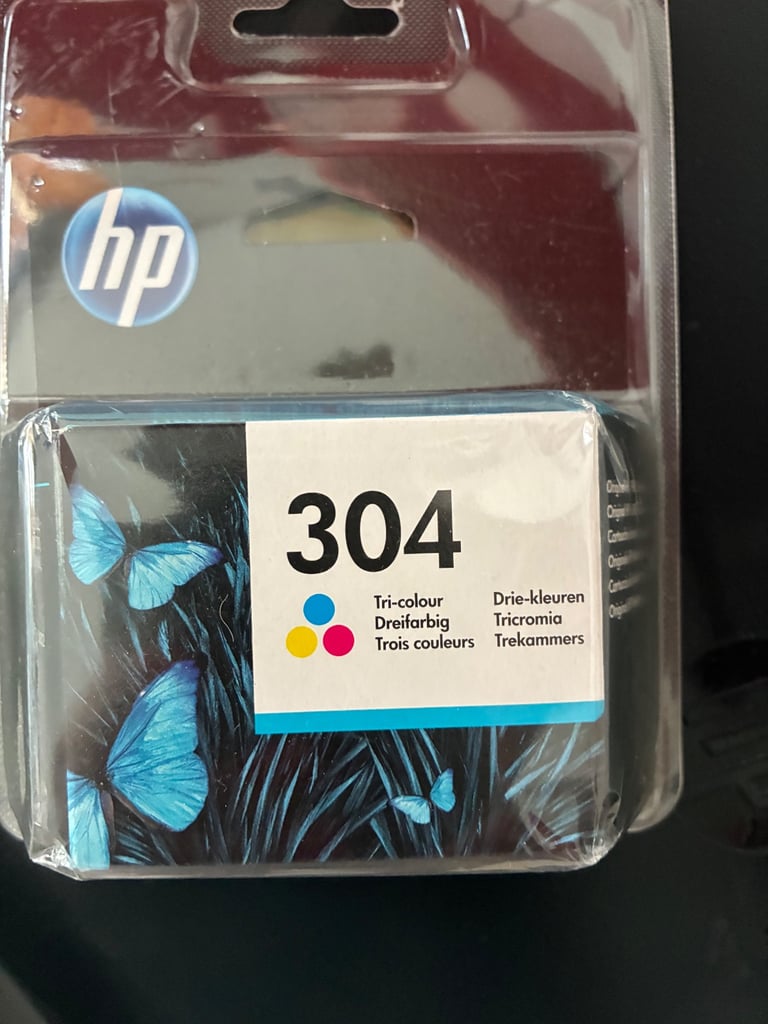 hp
304
Tri-colour
Dreifarbig
Trois couleurs
Drie-kleuren
Tricromia
Trekammers